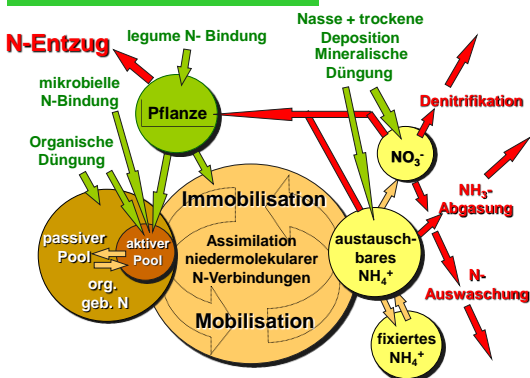 N-Entzug
legume N- Bindung
Nasse + trockene
Deposition
Mineralische
Düngung
mikrobielle
N-Bindung
Denitrifikation
Pflanze
Organische
Düngung
NO₃⁻
NH₃-
Abgasung
Immobilisation
passiver
Pool
aktiver
Pool
Assimilation
niedermolekularer
N-Verbindungen
austausch-
bares
NH₄⁺
org.
geb. N
N-
Auswaschung
Mobilisation
fixiertes
NH₄⁺